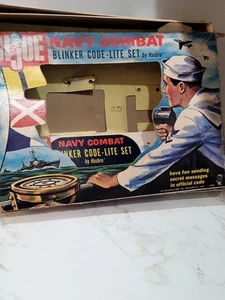 GI JOE
NAVY COMBAT
BLINKER CODE-LITE SET by Hasbro
NAVY COMBAT
BLINKER CODE-LITE SET
by Hasbro
have fun sending
secret messages
in official code